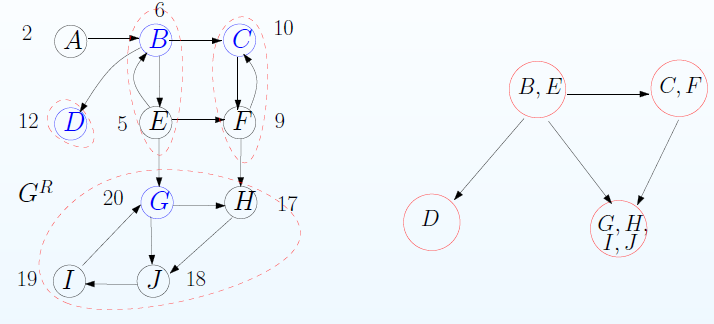 6
2 A B C 10
B, E C, F
12 D 5 E F 9
G^R
20 G H 17
D G, H,
I, J
19 I J 18